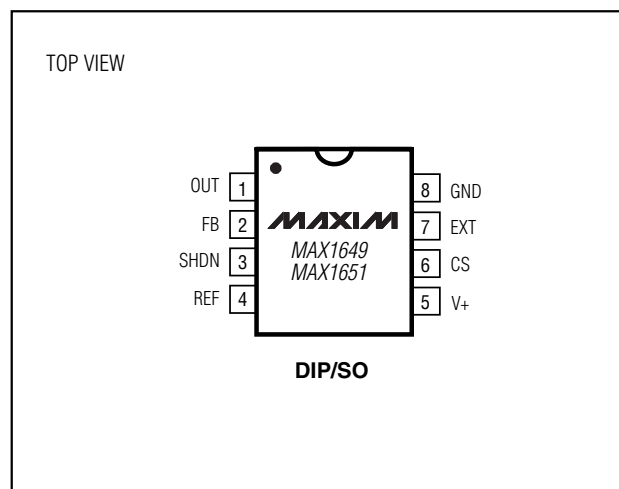 TOP VIEW
OUT 1
FB 2
SHDN 3
REF 4
MAXIM
MAX1649
MAX1651
8 GND
7 EXT
6 CS
5 V+
DIP/SO